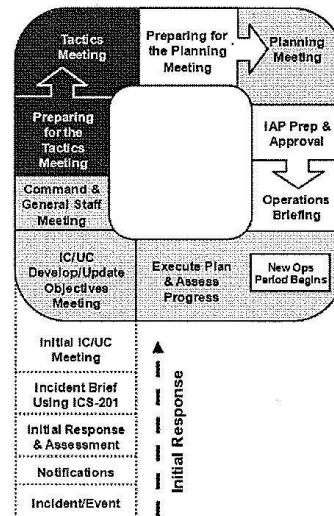 Tactics
Meeting
Preparing for
the Planning
Meeting
Planning
Meeting
Preparing
for the
Tactics
Meeting
IAP Prep &
Approval
Command &
General Staff
Meeting
Operations
Briefing
IC/UC
Develop/Update
Objectives
Meeting
Execute Plan
& Assess
Progress
New Ops
Period Begins
Initial IC/UC
Meeting
Incident Brief
Using ICS-201
Initial Response
& Assessment
Notifications
Incident/Event
Initial Response